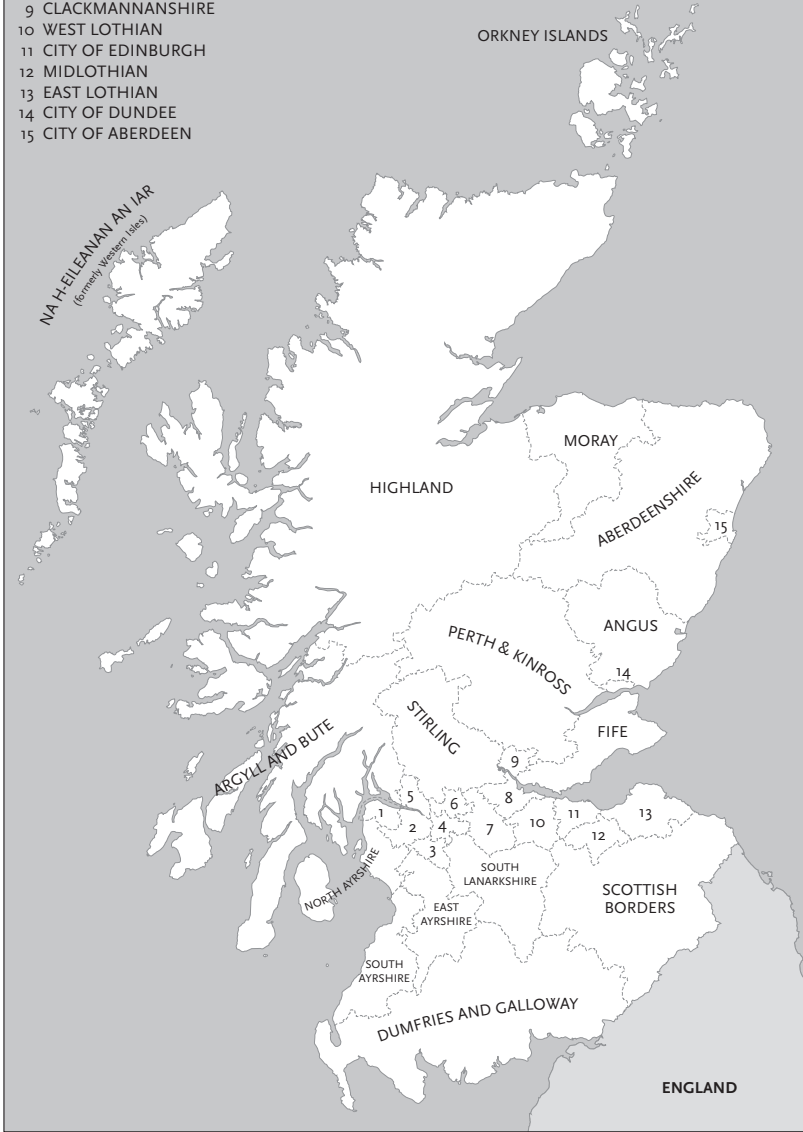 9 CLACKMANNANSHIRE
10 WEST LOTHIAN
11 CITY OF EDINBURGH
12 MIDLOTHIAN
13 EAST LOTHIAN
14 CITY OF DUNDEE
15 CITY OF ABERDEEN
ORKNEY ISLANDS
NA H-EILEANAN AN IAR
(formerly Western Isles)
MORAY
HIGHLAND
ABERDEENSHIRE
15
ANGUS
PERTH & KINROSS
14
STIRLING
FIFE
ARGYLL AND BUTE
9
5
6
8
1
2
4
7
10
11
12
13
3
NORTH AYRSHIRE
SOUTH
LANARKSHIRE
SCOTTISH
BORDERS
EAST
AYRSHIRE
SOUTH
AYRSHIRE
DUMFRIES AND GALLOWAY
ENGLAND